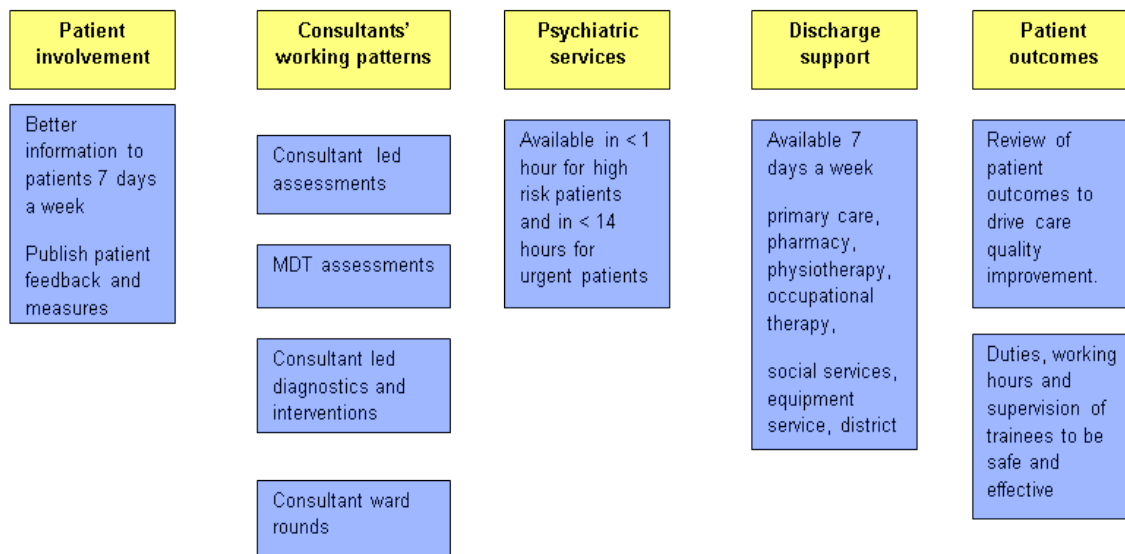 Patient
involvement
Better
information to
patients 7 days
a week
Publish patient
feedback and
measures
Consultants'
working patterns
Consultant led
assessments
MDT assessments
Consultant led
diagnostics and
interventions
Consultant ward
rounds
Psychiatric
services
Available in < 1
hour for high
risk patients
and in < 14
hours for
urgent patients
Discharge
support
Available 7
days a week
primary care,
pharmacy,
physiotherapy,
occupational
therapy,
social services,
equipment
service, district
Patient
outcomes
Review of
patient
outcomes to
drive care
quality
improvement.
Duties, working
hours and
supervision of
trainees to be
safe and
effective